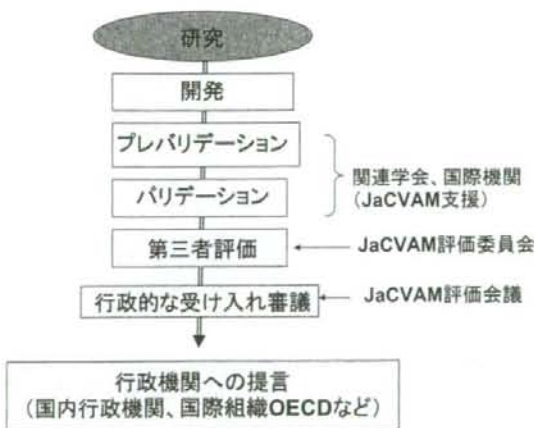 研究
開発
プレバリデーション
関連学会、国際機関
（JaCVAM支援）
バリデーション
第三者評価
JaCVAM評価委員会
行政的な受け入れ審議
JaCVAM評価会議
行政機関への提言
（国内行政機関、国際組織OECDなど）